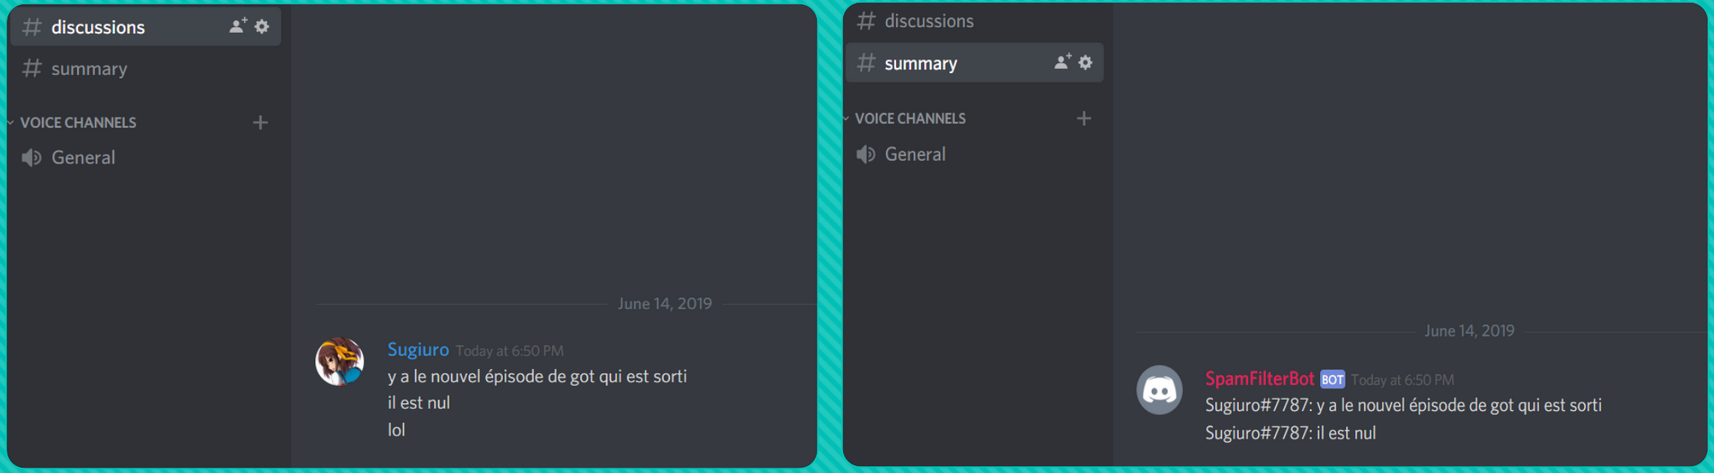 # discussions
# summary
VOICE CHANNELS
General
June 14, 2019
Sugiuro Today at 6:50 PM
y a le nouvel épisode de got qui est sorti
il est nul
lol
# discussions
# summary
VOICE CHANNELS
General
June 14, 2019
SpamFilterBot BOT Today at 6:50 PM
Sugiuro#7787: y a le nouvel épisode de got qui est sorti
Sugiuro#7787: il est nul